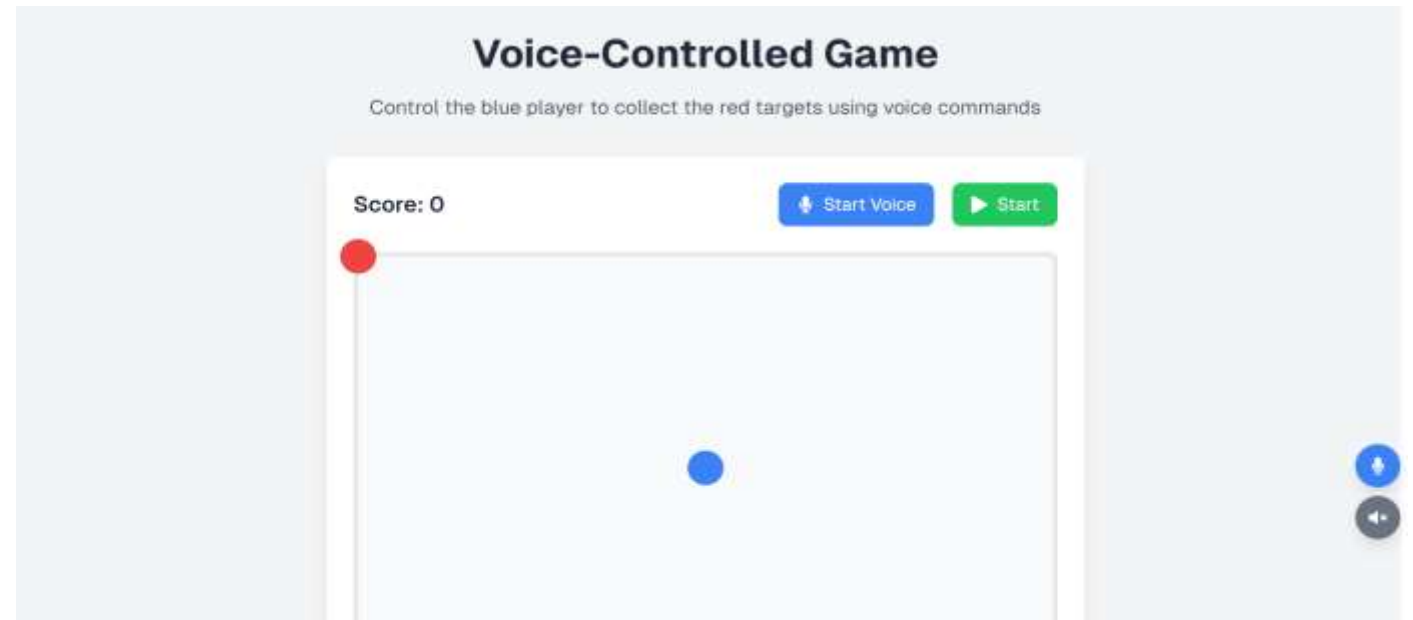 Voice-Controlled Game
Control the blue player to collect the red targets using voice commands
Score: 0
Start Voice
Start